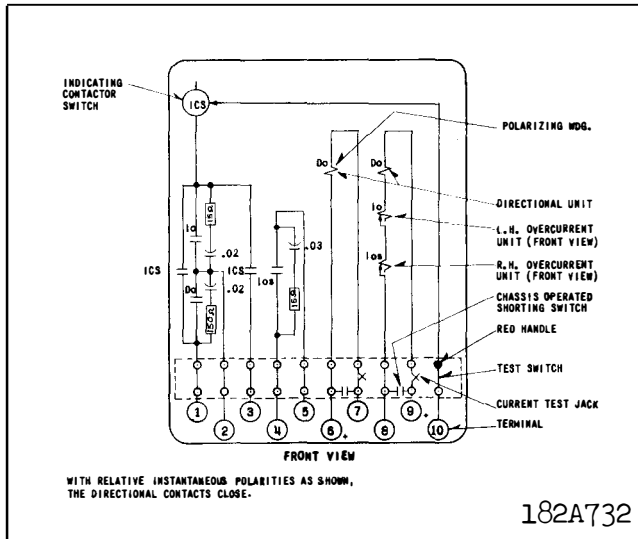 INDICATING
CONTACTOR
SWITCH
ICS
POLARIZING WDG.
Do
Do
DIRECTIONAL UNIT
Io
L.H. OVERCURRENT
UNIT (FRONT VIEW)
Io
15Ω
.02
.03
ICS
ICS
Ios
Ios
R.H. OVERCURRENT
UNIT (FRONT VIEW)
Do
.02
150Ω
15Ω
CHASSIS OPERATED
SHORTING SWITCH
RED HANDLE
TEST SWITCH
CURRENT TEST JACK
TERMINAL
1
2
3
4
5
6
+
7
8
9
+
10
FRONT VIEW
WITH RELATIVE INSTANTANEOUS POLARITIES AS SHOWN,
THE DIRECTIONAL CONTACTS CLOSE.
182A732